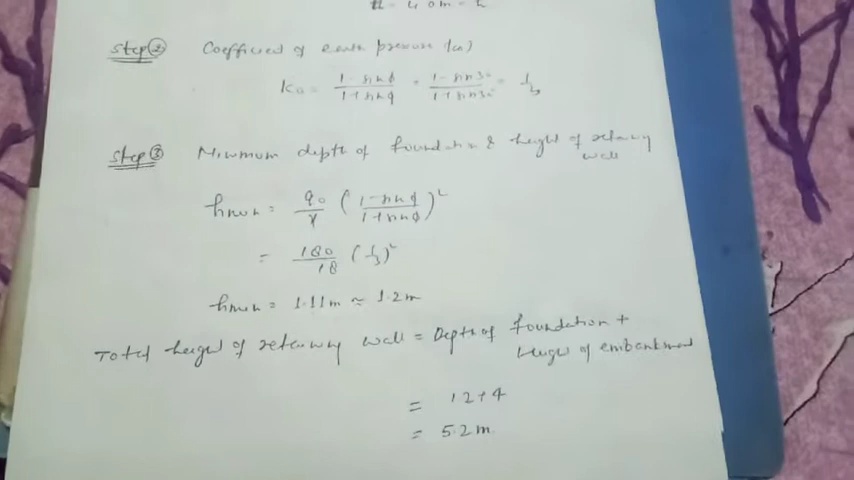 = 4.0m = h
Step② Coefficient of earth pressure (ka)
Ka = (1-sinϕ)/(1+sinϕ) = (1-sin30°)/(1+sin30°) = 1/3
Step③ Minimum depth of foundation & height of retaining
wall
hmin = q0/γ ((1-sinϕ)/(1+sinϕ))²
= 180/18 (1/3)²
hmin = 1.11m ≈ 1.2m
Total height of retaining wall = Depth of foundation +
height of embankment
= 1.2+4
= 5.2m